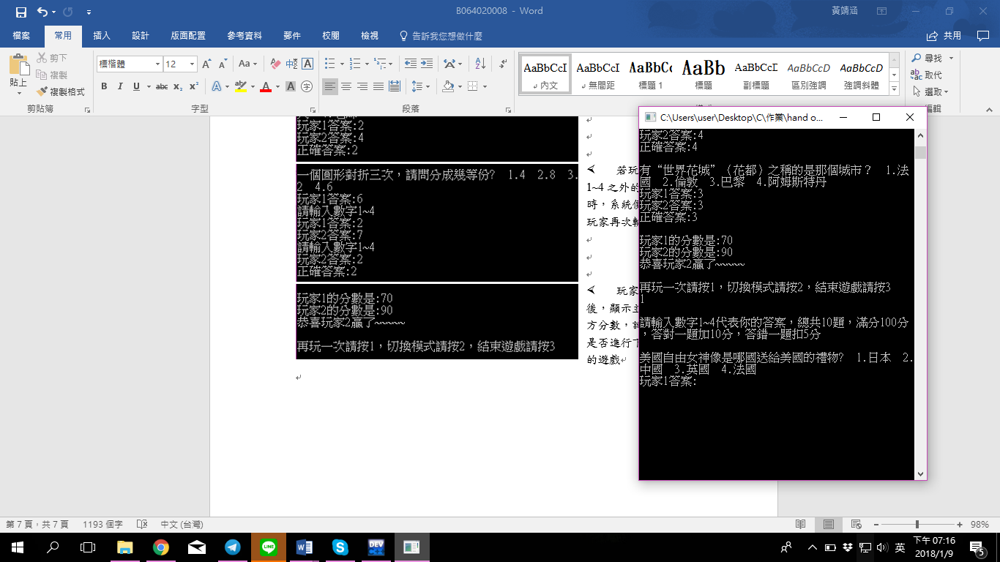 B064020008 - Word
黃靖涵
檔案 常用 插入 設計 版面配置 參考資料 郵件 校閱 檢視 告訴我您想做什麼 共用
貼上
剪下
複製
複製格式
剪貼簿
標楷體 12
字型
段落
AaBbCcI AaBbCcI AaBbCc AaBb AaBbCcI AaBbCcD AaBbCcD
內文 無間距 標題 1 標題 副標題 區別強調 強調斜體
尋找
取代
選取
編輯
玩家1答案:2
玩家2答案:4
正確答案:2
一個圓形對折三次，請問分成幾等份? 1.4 2.8 3.
2 4.6
玩家1答案:6
請輸入數字1~4
玩家1答案:2
玩家2答案:7
請輸入數字1~4
玩家2答案:2
正確答案:2
玩家1的分數是:70
玩家2的分數是:90
恭喜玩家2贏了~~~~~
再玩一次請按1，切換模式請按2，結束遊戲請按3
若玩
1~4 之外的
時，系統
玩家再次
玩家
後，顯示
方分數，
是否進行
的遊戲
C:\Users\user\Desktop\C\作業\hand o...
玩家2答案:4
正確答案:4
有“世界花城”（花都）之稱的是那個城市？ 1.法
國 2.倫敦 3.巴黎 4.阿姆斯特丹
玩家1答案:3
玩家2答案:3
正確答案:3
玩家1的分數是:70
玩家2的分數是:90
恭喜玩家2贏了~~~~~
再玩一次請按1，切換模式請按2，結束遊戲請按3
1
請輸入數字1~4代表你的答案，總共10題，滿分100分
，答對一題加10分，答錯一題扣5分
美國自由女神像是哪國送給美國的禮物? 1.日本 2.
中國 3.英國 4.法國
玩家1答案:
第 7 頁，共 7 頁 1193 個字 中文 (台灣) 98%
英 下午 07:16
2018/1/9
5